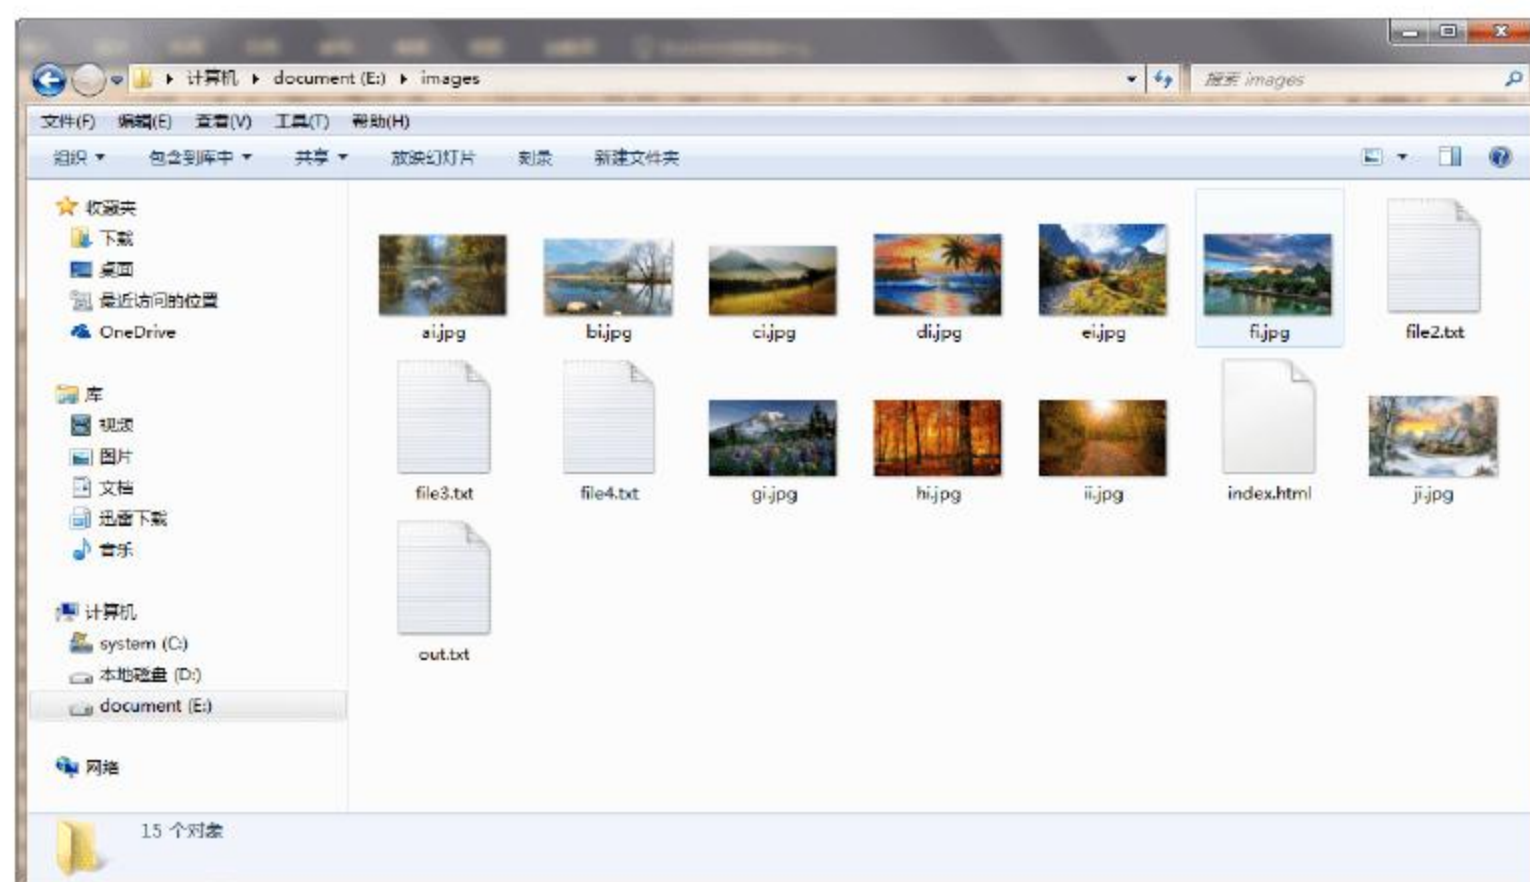 计算机 document (E:) images 搜索 images
文件(F) 编辑(E) 查看(V) 工具(T) 帮助(H)
组织 包含到库中 共享 放映幻灯片 刻录 新建文件夹
收藏夹
下载
桌面
最近访问的位置
OneDrive
库
视频
图片
文档
迅雷下载
音乐
计算机
system (C:)
本地磁盘 (D:)
document (E:)
网络
ai.jpg bi.jpg ci.jpg di.jpg ei.jpg fi.jpg file2.txt
file3.txt file4.txt gi.jpg hi.jpg ii.jpg index.html ji.jpg
out.txt
15 个对象